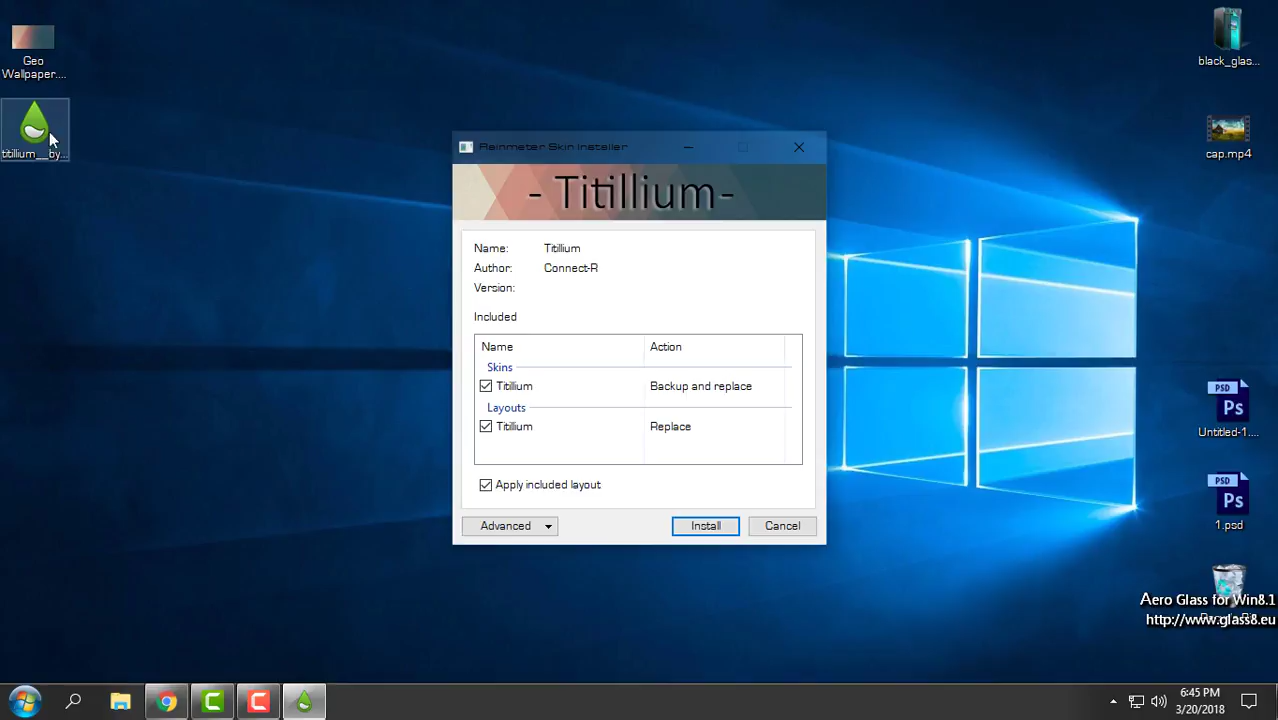 Geo
Wallpaper....
titillium__by...
Rainmeter Skin Installer
- Titillium-
Name: Titillium
Author: Connect-R
Version:
Included
Name Action
Skins
Titillium Backup and replace
Layouts
Titillium Replace
Apply included layout
Advanced Install Cancel
black_glas...
cap.mp4
PSD
Ps
Untitled-1....
PSD
Ps
1.psd
Aero Glass for Win8.1
http://www.glass8.eu
6:45 PM
3/20/2018